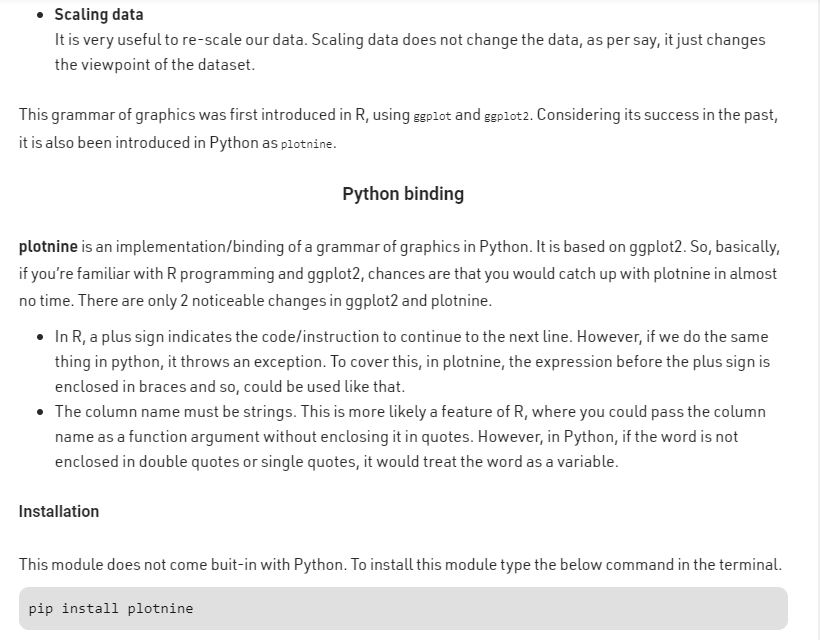 Scaling data
It is very useful to re-scale our data. Scaling data does not change the data, as per say, it just changes
the viewpoint of the dataset.
This grammar of graphics was first introduced in R, using ggplot and ggplot2. Considering its success in the past,
it is also been introduced in Python as plotnine.
Python binding
plotnine is an implementation/binding of a grammar of graphics in Python. It is based on ggplot2. So, basically,
if you're familiar with R programming and ggplot2, chances are that you would catch up with plotnine in almost
no time. There are only 2 noticeable changes in ggplot2 and plotnine.
In R, a plus sign indicates the code/instruction to continue to the next line. However, if we do the same
thing in python, it throws an exception. To cover this, in plotnine, the expression before the plus sign is
enclosed in braces and so, could be used like that.
The column name must be strings. This is more likely a feature of R, where you could pass the column
name as a function argument without enclosing it in quotes. However, in Python, if the word is not
enclosed in double quotes or single quotes, it would treat the word as a variable.
Installation
This module does not come buit-in with Python. To install this module type the below command in the terminal.
pip install plotnine